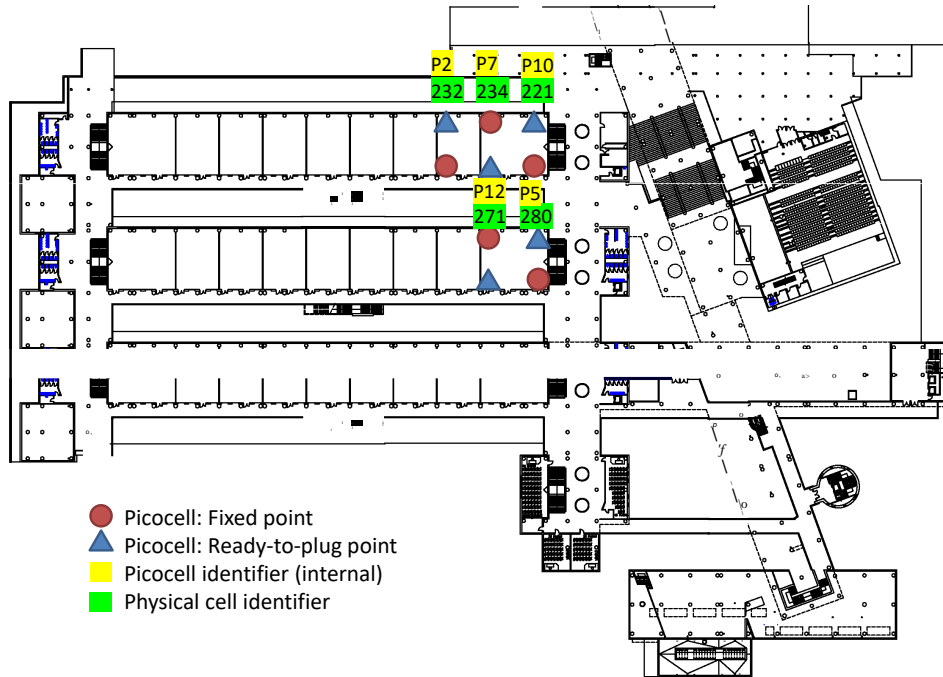 P2 P7 P10
232 234 221
P12 P5
271 280
Picocell: Fixed point
Picocell: Ready-to-plug point
Picocell identifier (internal)
Physical cell identifier